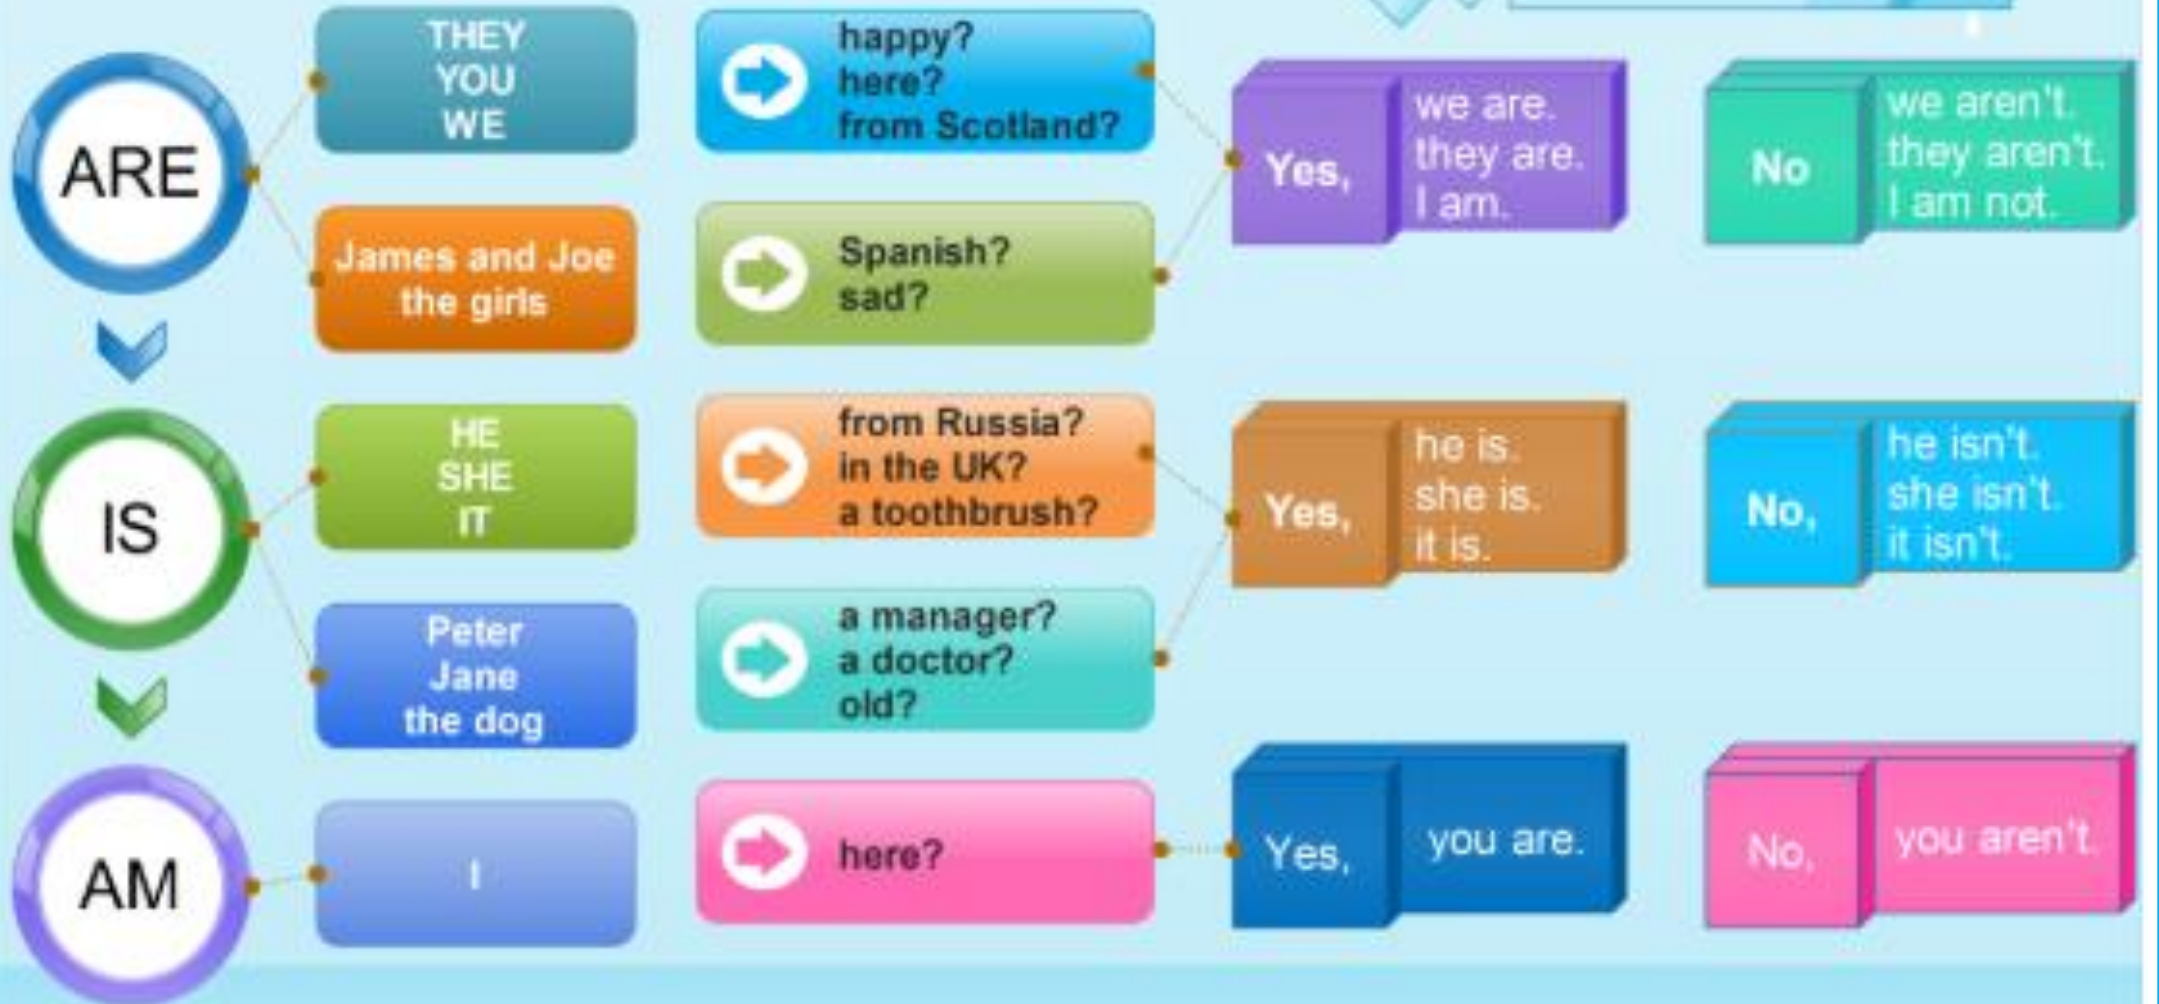 ARE
THEY
YOU
WE
James and Joe
the girls
happy?
here?
from Scotland?
Spanish?
sad?
Yes,
we are.
they are.
I am.
No
we aren't.
they aren't.
I am not.
IS
HE
SHE
IT
Peter
Jane
the dog
from Russia?
in the UK?
a toothbrush?
a manager?
a doctor?
old?
Yes,
he is.
she is.
it is.
No,
he isn't.
she isn't.
it isn't.
AM
I
here?
Yes,
you are.
No,
you aren't.